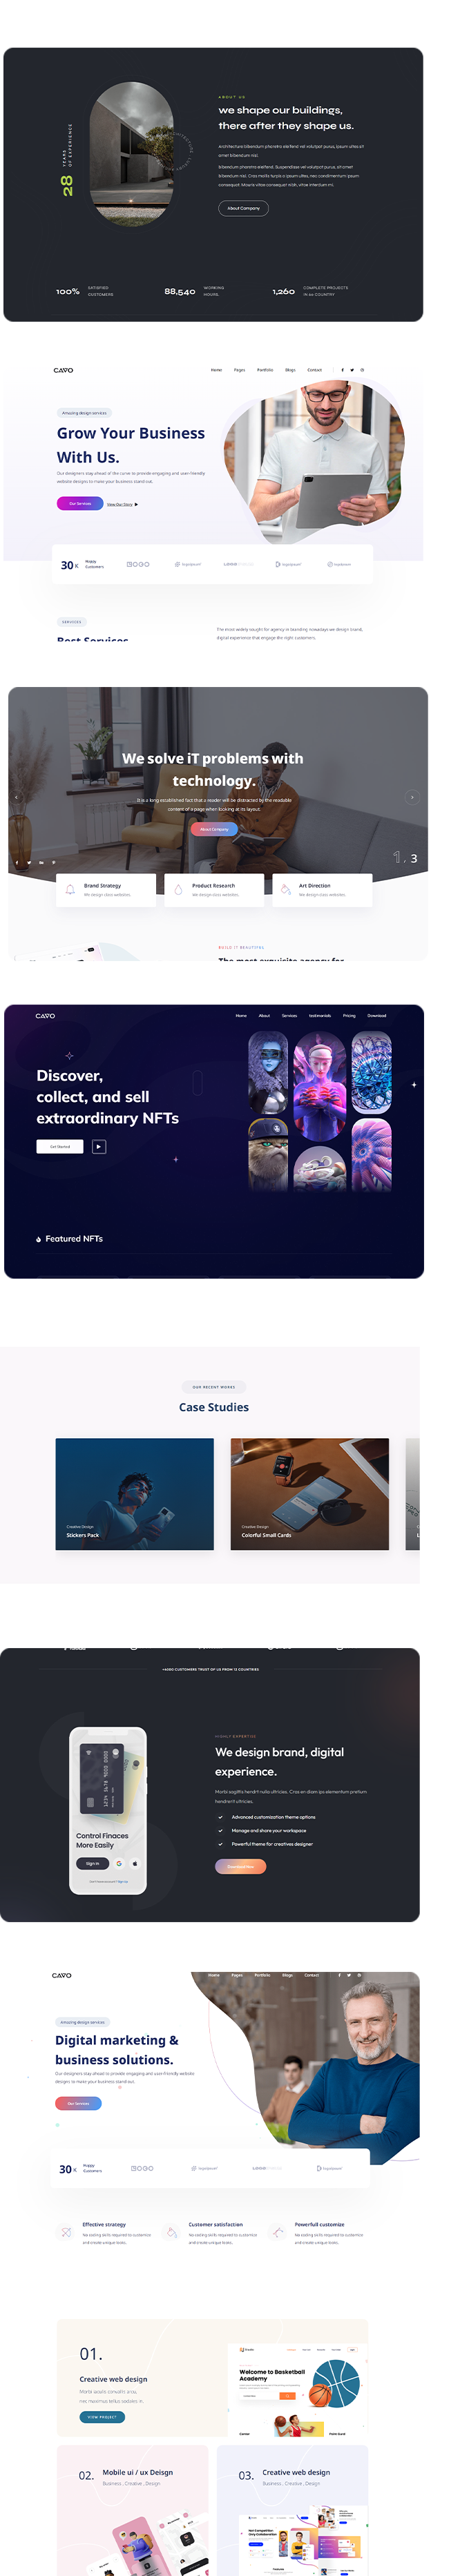 ABOUT US
we shape our buildings,
there after they shape us.
Architecture bibendum pharetra eleifend vel volutpat purus, ipsum vitae sit
amet bibendum nisl.
bibendum pharetra eleifend. Suspendisse vel volutpat purus, sit amet
bibendum nisl. Cras mollis turpis a ipsum ultes, nec condimentum ipsum
consequat. Mauris vitae consequat nibh, vitae interdum mi.
About Company
28
YEARS
OF EXPERIENCE
100%
SATISFIED
CUSTOMERS
88,540
WORKING
HOURS.
1,260
COMPLETE PROJECTS
COUNTRY
CAVO
Home Pages Portfolio Blogs Contact
Amazing design services
Grow Your Business
With Us.
Our designers stay ahead of the curve to provide engaging and user-friendly
website designs to make your business stand out.
Our Services
View Our Story
30 K
Happy
Customers
LOGO
SERVICES
Best Services
The most widely sought for agency in branding nowadays we design brand,
digital experience that engage the right customers.
We solve iT problems with
technology.
It is a long established fact that a reader will be distracted by the readable
content of a page when looking at its layout.
About Company
1, 3
Brand Strategy
We design class websites.
Product Research
We design class websites.
Art Direction
We design class websites.
BUILD IT BEAUTIFUL
The most exquisite agency for
CAVO
Home About Services testimonials Pricing Download
Discover,
collect, and sell
extraordinary NFTs
Get Started
Featured NFTs
OUR RECENT WORKS
Case Studies
Creative Design
Stickers Pack
Creative Design
Colorful Small Cards
+4000 CUSTOMERS TRUST OF US FROM 12 COUNTRIES
HIGHLY EXPERTIZE
We design brand, digital
experience.
Morbi sagittis hendrit nulla ultricies. Cras en diam ips elementum pretium
hendrerit ultricies.
Advanced customization theme options
Manage and share your workspace
Powerful theme for creatives designer
Download Now
Control Finaces
More Easily
Sign in
CAVO
Home Pages Portfolio Blogs Contact
Amazing design services
Digital marketing &
business solutions.
Our designers stay ahead to provide engaging and user-friendly website
designs to make your business stand out.
Our Services
30 K
Happy
Customers
LOGO
Effective strategy
No coding skills required to customize
and create unique tasks.
Customer satisfaction
No coding skills required to customize
and create unique tasks.
Powerfull customize
No coding skills required to customize
and create unique tasks.
01.
Creative web design
Morbi iaculis convallis arcu,
nec maximus tellus sodales in.
VIEW PROJECT
Welcome to Basketball
Academy
02.
Mobile ui / ux Deisgn
Business , Creative , Design
03.
Creative web design
Business , Creative , Design